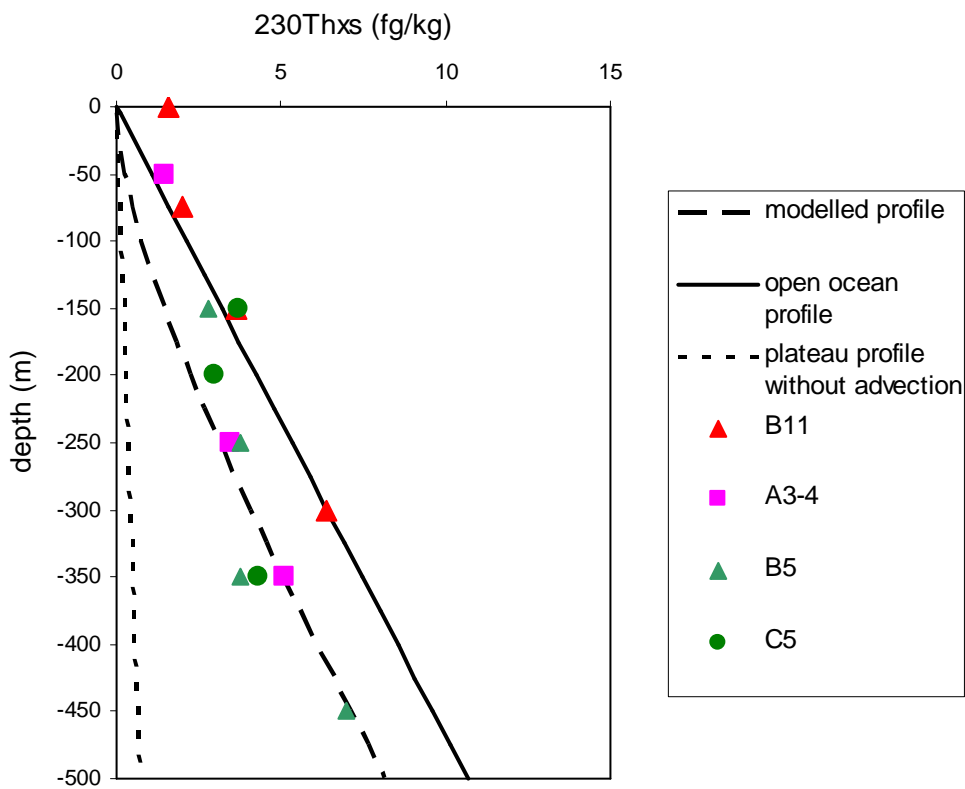 230Thxs (fg/kg)
0 5 10 15
0
-50
-100
-150
-200
-250
-300
-350
-400
-450
-500
depth (m)
modelled profile
open ocean
profile
plateau profile
without advection
B11
A3-4
B5
C5